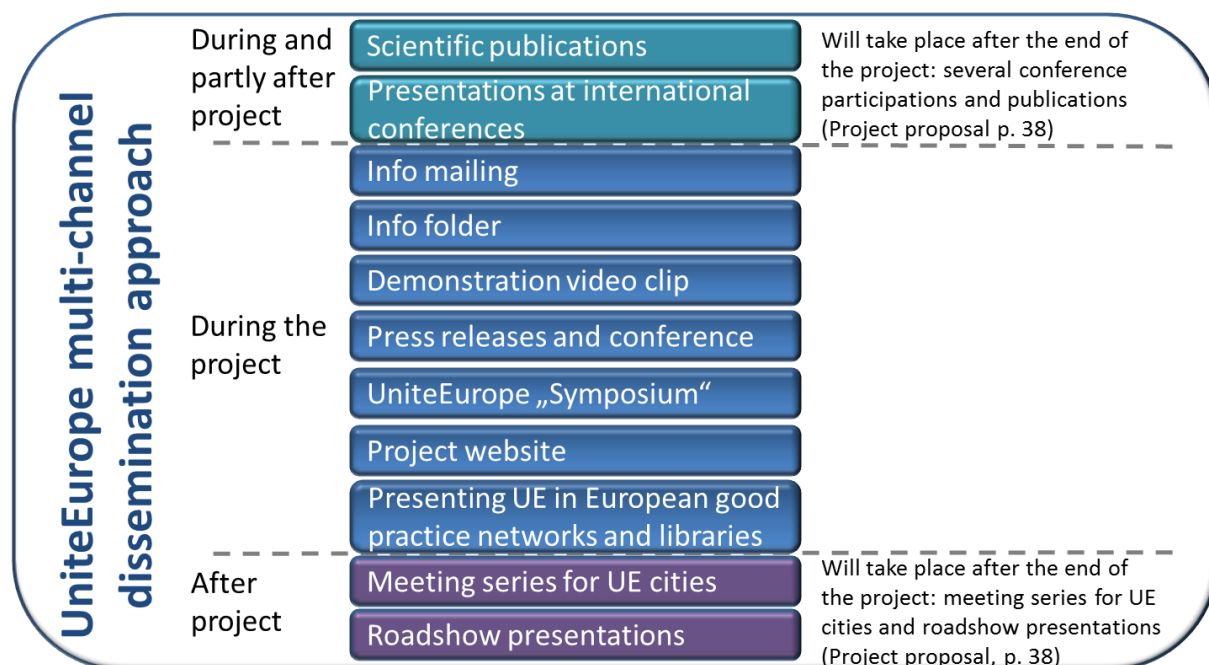 UniteEurope multi-channel
dissemination approach
During and
partly after
project
Scientific publications
Presentations at international
conferences
Will take place after the end of
the project: several conference
participations and publications
(Project proposal p. 38)
During the
project
Info mailing
Info folder
Demonstration video clip
Press releases and conference
UniteEurope „Symposium“
Project website
Presenting UE in European good
practice networks and libraries
After
project
Meeting series for UE cities
Roadshow presentations
Will take place after the end of
the project: meeting series for UE
cities and roadshow presentations
(Project proposal, p. 38)